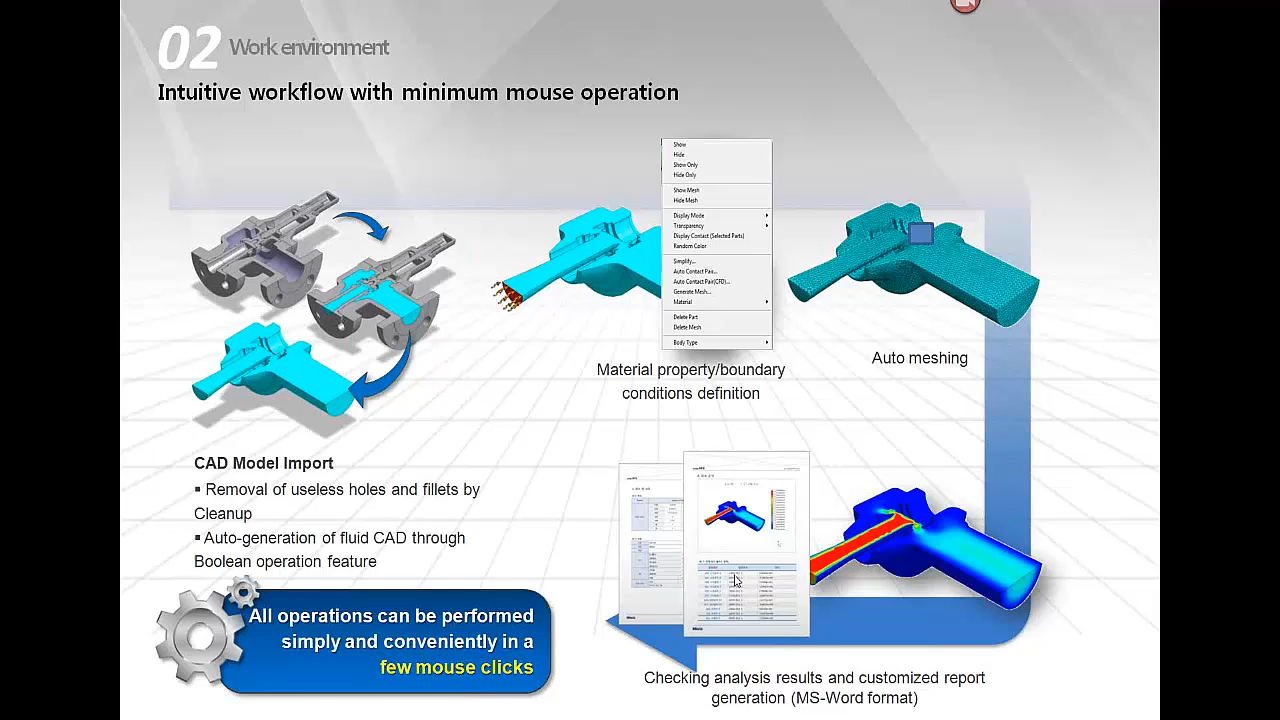 02 Work environment
Intuitive workflow with minimum mouse operation
Show
Hide
Show Only
Hide Only
Show Mesh
Hide Mesh
Display Mode
Transparency
Display Contact (Selected Parts)
Random Color
Simplify...
Auto Contact Pair...
Auto Contact Pair(CFD)...
Generate Mesh...
Material
Delete Part
Delete Mesh
Body Type
Material property/boundary
conditions definition
Auto meshing
CAD Model Import
▪ Removal of useless holes and fillets by
Cleanup
▪ Auto-generation of fluid CAD through
Boolean operation feature
All operations can be performed
simply and conveniently in a
few mouse clicks
Checking analysis results and customized report
generation (MS-Word format)